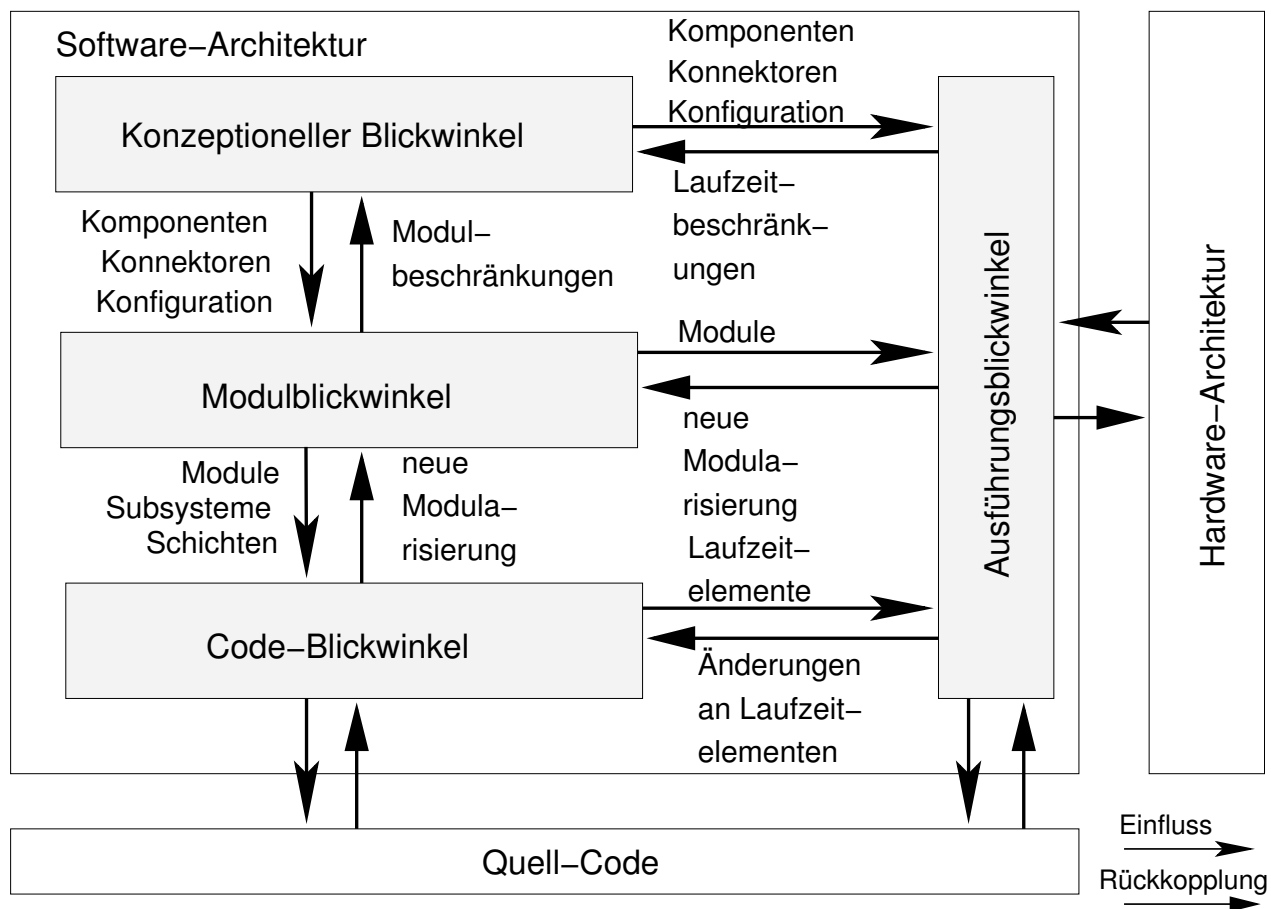 Software−Architektur
Komponenten
Konnektoren
Konfiguration
Konzeptioneller Blickwinkel
Laufzeit−
beschränk−
ungen
Komponenten
Konnektoren
Konfiguration
Modul−
beschränkungen
Module
Modulblickwinkel
neue
Modula−
risierung
Module
Subsysteme
Schichten
neue
Modula−
risierung
Laufzeit−
elemente
Code−Blickwinkel
Änderungen
an Laufzeit−
elementen
Ausführungsblickwinkel
Hardware−Architektur
Quell−Code
Einfluss
Rückkopplung